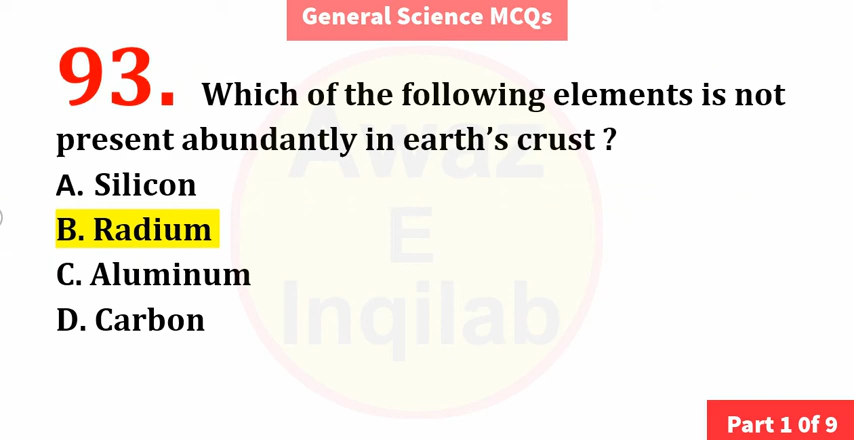 General Science MCQs
93. Which of the following elements is not
present abundantly in earth’s crust ?
A. Silicon
B. Radium
C. Aluminum
D. Carbon
Awaz
E
Inqilab
Part 1 0f 9